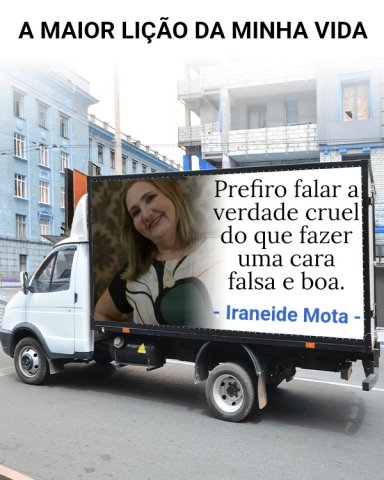 A MAIOR LIÇÃO DA MINHA VIDA
Prefiro falar a
verdade cruel
do que fazer
uma cara
falsa e boa.
- Iraneide Mota -